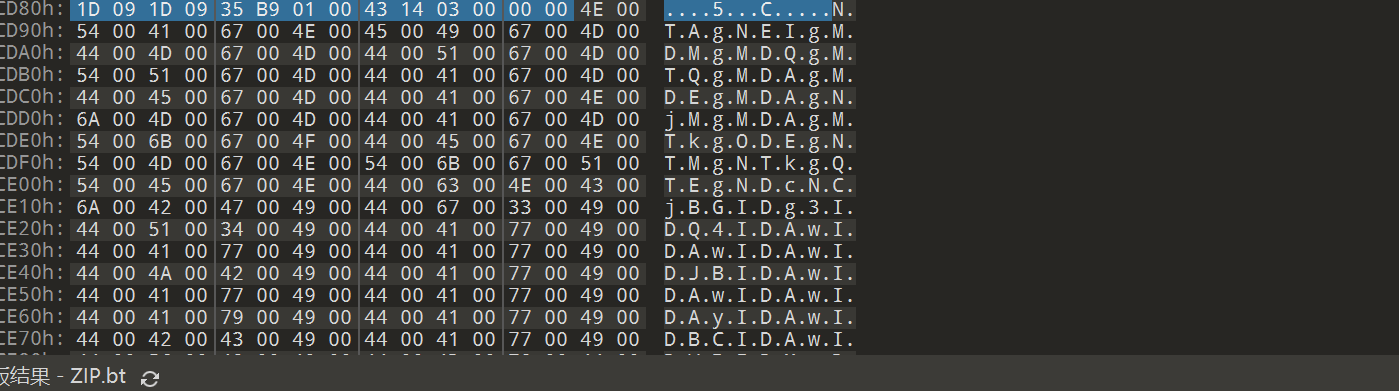 CD80h: 1D 09 1D 09 35 B9 01 00 43 14 03 00 00 00 4E 00 ....5...C.....N.
CD90h: 54 00 41 00 67 00 4E 00 45 00 49 00 67 00 4D 00 T.A.g.N.E.I.g.M.
CDA0h: 44 00 4D 00 67 00 4D 00 44 00 51 00 67 00 4D 00 D.M.g.M.D.Q.g.M.
CDB0h: 54 00 51 00 67 00 4D 00 44 00 41 00 67 00 4D 00 T.Q.g.M.D.A.g.M.
CDC0h: 44 00 45 00 67 00 4D 00 44 00 41 00 67 00 4E 00 D.E.g.M.D.A.g.N.
CDD0h: 6A 00 4D 00 67 00 4D 00 44 00 41 00 67 00 4D 00 j.M.g.M.D.A.g.M.
CDE0h: 54 00 6B 00 67 00 4F 00 44 00 45 00 67 00 4E 00 T.k.g.O.D.E.g.N.
CDF0h: 54 00 4D 00 67 00 4E 00 54 00 6B 00 67 00 51 00 T.M.g.N.T.k.g.Q.
CE00h: 54 00 45 00 67 00 4E 00 44 00 63 00 4E 00 43 00 T.E.g.N.D.c.N.C.
CE10h: 6A 00 42 00 47 00 49 00 44 00 67 00 33 00 49 00 j.B.G.I.D.g.3.I.
CE20h: 44 00 51 00 34 00 49 00 44 00 41 00 77 00 49 00 D.Q.4.I.D.A.w.I.
CE30h: 44 00 41 00 77 00 49 00 44 00 41 00 77 00 49 00 D.A.w.I.D.A.w.I.
CE40h: 44 00 4A 00 42 00 49 00 44 00 41 00 77 00 49 00 D.J.B.I.D.A.w.I.
CE50h: 44 00 41 00 77 00 49 00 44 00 41 00 77 00 49 00 D.A.w.I.D.A.w.I.
CE60h: 44 00 41 00 79 00 49 00 44 00 41 00 77 00 49 00 D.A.y.I.D.A.w.I.
CE70h: 44 00 42 00 43 00 49 00 44 00 41 00 77 00 49 00 D.B.C.I.D.A.w.I.
版结果 - ZIP.bt